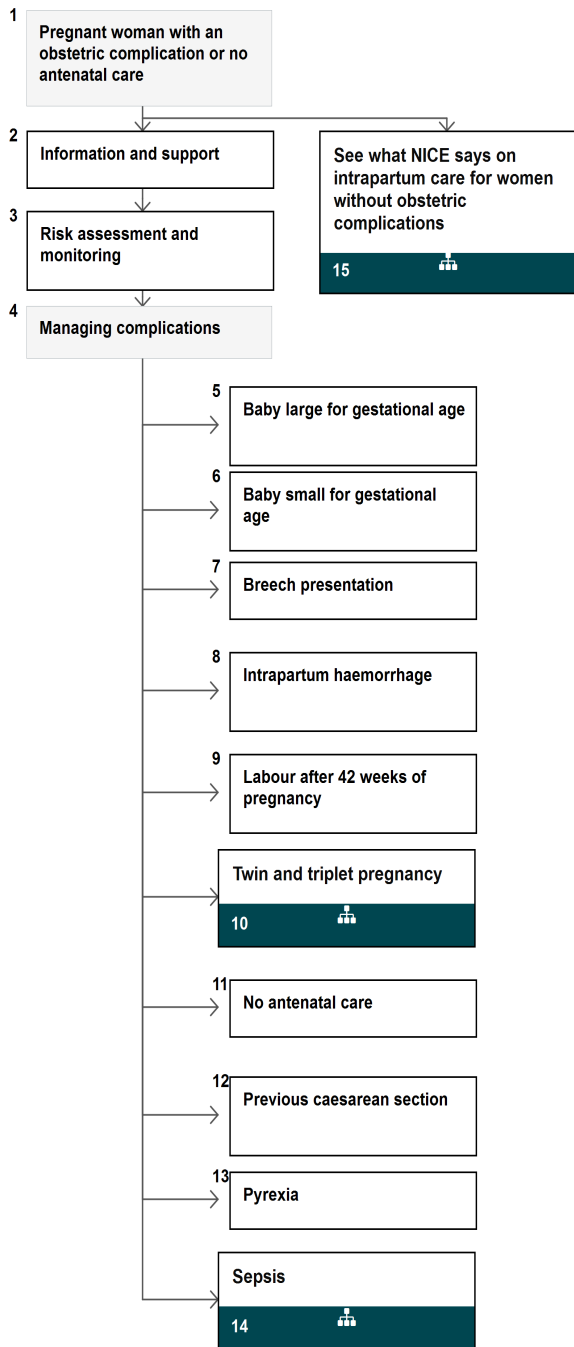 1
Pregnant woman with an
obstetric complication or no
antenatal care
2
Information and support
See what NICE says on
intrapartum care for women
without obstetric
complications
15
3
Risk assessment and
monitoring
4
Managing complications
5
Baby large for gestational age
6
Baby small for gestational
age
7
Breech presentation
8
Intrapartum haemorrhage
9
Labour after 42 weeks of
pregnancy
Twin and triplet pregnancy
10
11
No antenatal care
12
Previous caesarean section
13
Pyrexia
Sepsis
14